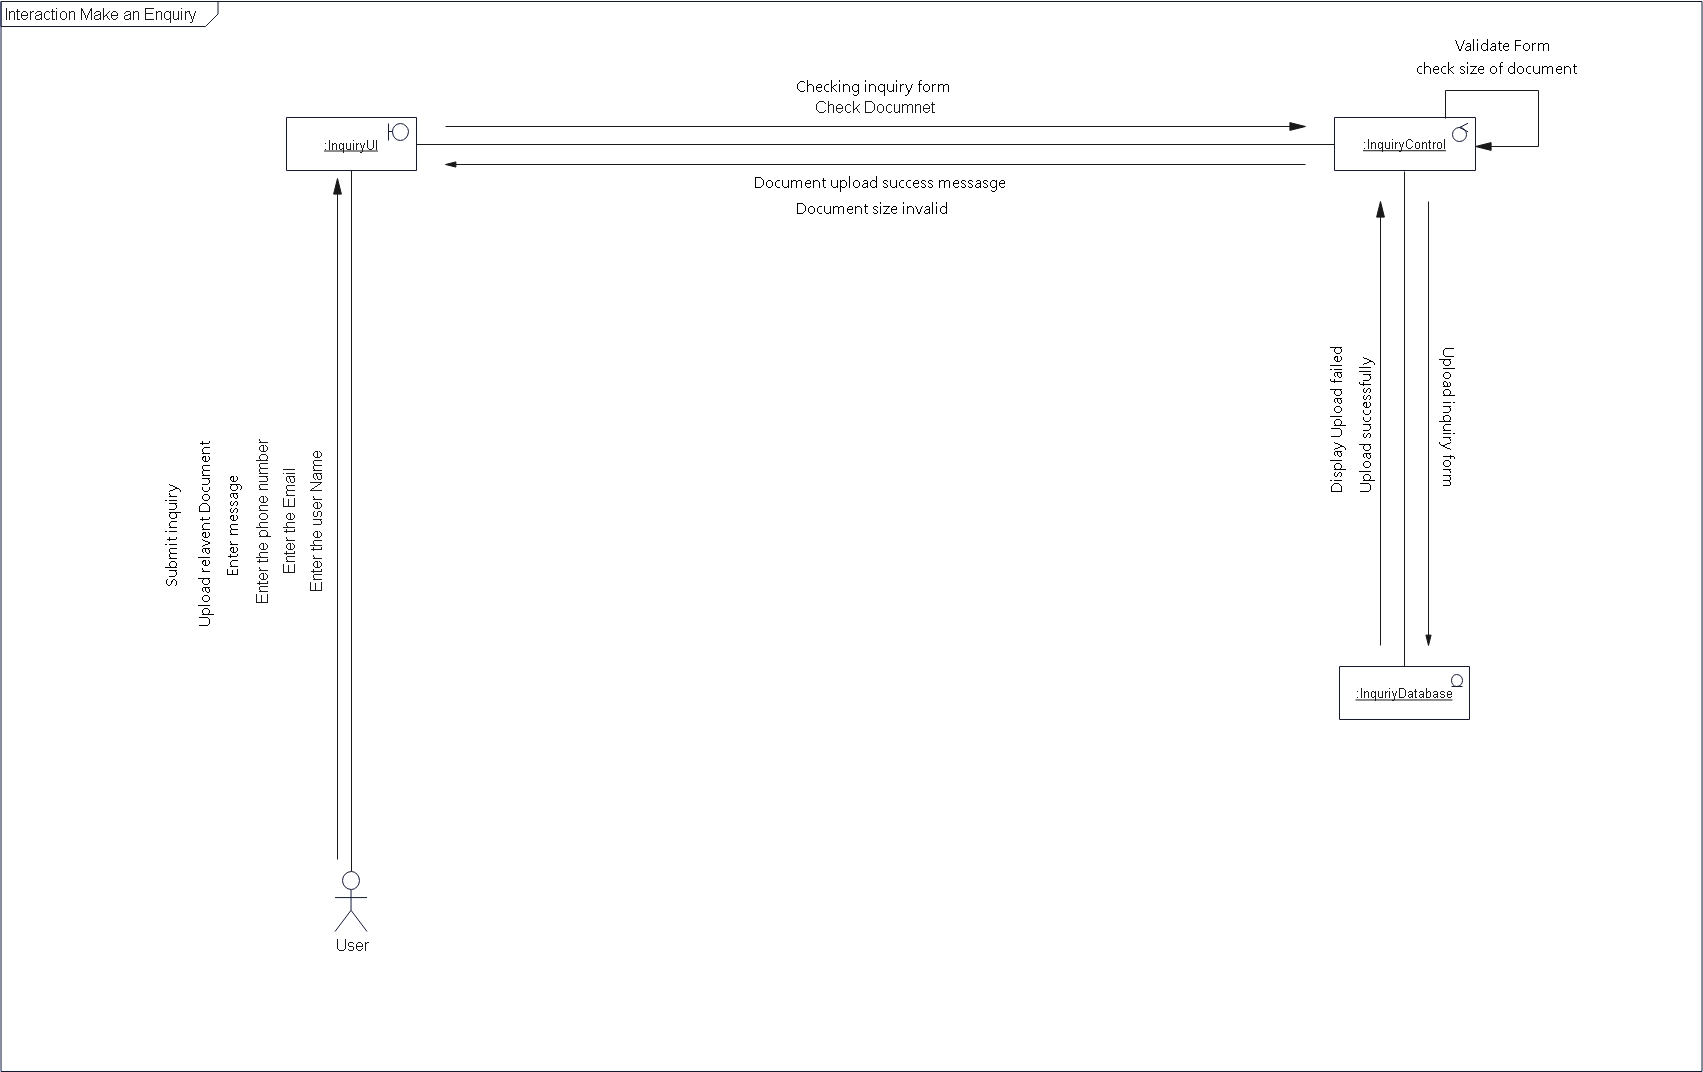 Interaction Make an Enquiry
Validate Form
check size of document
Checking inquiry form
Check Documnet
:InquiryUI
:InquiryControl
Document upload success messasge
Document size invalid
Display Upload failed
Upload successfully
Upload inquiry form
Submit inquiry
Upload relavent Document
Enter message
Enter the phone number
Enter the Email
Enter the user Name
:InquriyDatabase
User